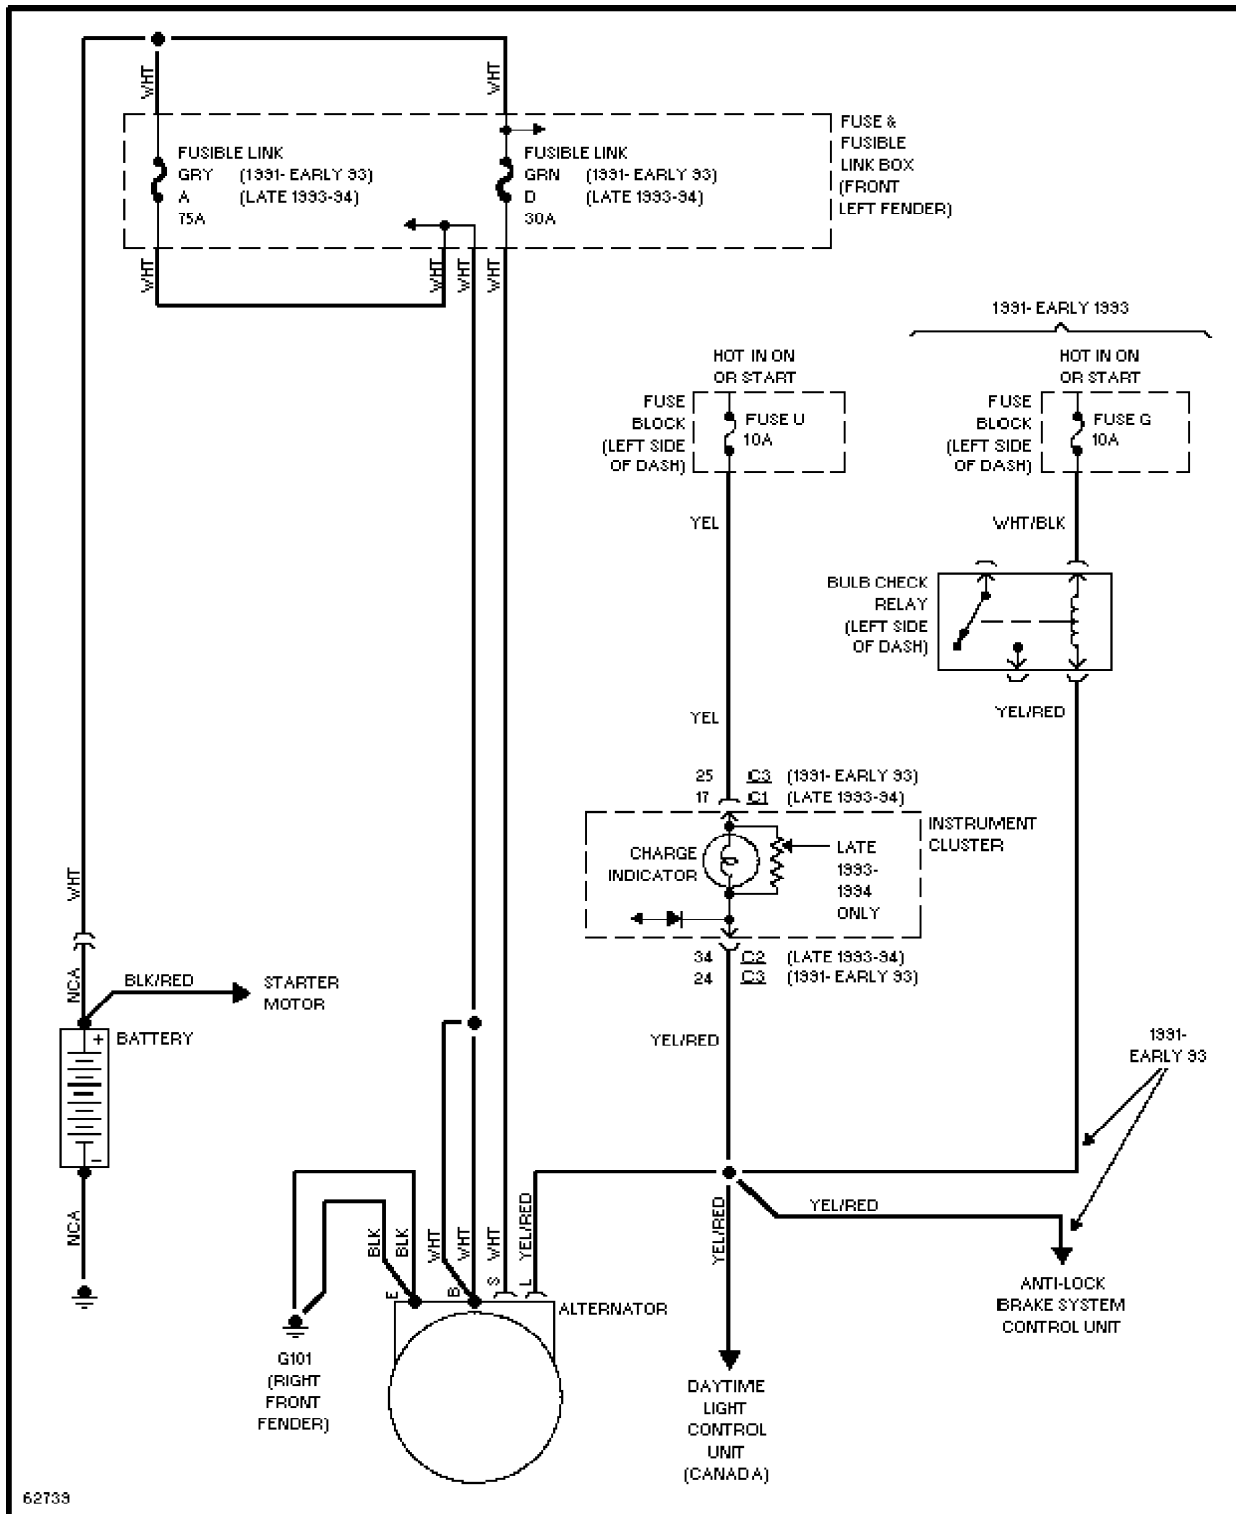 WHT
WHT
FUSIBLE LINK
GRY (1991- EARLY 93)
A (LATE 1993-94)
75A
FUSIBLE LINK
GRN (1991- EARLY 93)
D (LATE 1993-94)
30A
FUSE &
FUSIBLE
LINK BOX
(FRONT
LEFT FENDER)
WHT
WHT
WHT
WHT
1991- EARLY 1993
HOT IN ON
OR START
FUSE
BLOCK
(LEFT SIDE
OF DASH)
FUSE U
10A
HOT IN ON
OR START
FUSE
BLOCK
(LEFT SIDE
OF DASH)
FUSE G
10A
YEL
WHT/BLK
BULB CHECK
RELAY
(LEFT SIDE
OF DASH)
YEL
YEL/RED
25 C3 (1991- EARLY 93)
17 C1 (LATE 1993-94)
INSTRUMENT
CLUSTER
CHARGE
INDICATOR
LATE
1993-
1994
ONLY
34 C2 (LATE 1993-94)
24 C3 (1991- EARLY 93)
WHT
NCA
BLK/RED
STARTER
MOTOR
+
BATTERY
-
YEL/RED
1991-
EARLY 93
NCA
BLK
BLK
WHT
WHT
WHT
YEL/RED
YEL/RED
YEL/RED
E
B
S
L
ALTERNATOR
ANTI-LOCK
BRAKE SYSTEM
CONTROL UNIT
G101
(RIGHT
FRONT
FENDER)
DAYTIME
LIGHT
CONTROL
UNIT
(CANADA)
62739